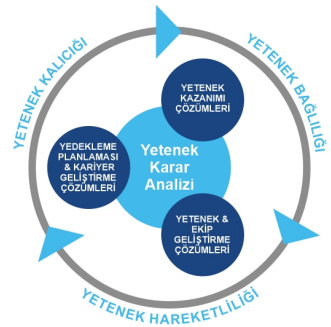 YETENEK KALICIĞI
YETENEK BAĞLILIĞI
YETENEK
KAZANIMI
ÇÖZÜMLERİ
YEDEKLEME
PLANLAMASI
& KARİYER
GELİŞTİRME
ÇÖZÜMLERİ
Yetenek
Karar
Analizi
YETENEK &
EKİP
GELİŞTİRME
ÇÖZÜMLERİ
YETENEK HAREKETLİLİĞİ